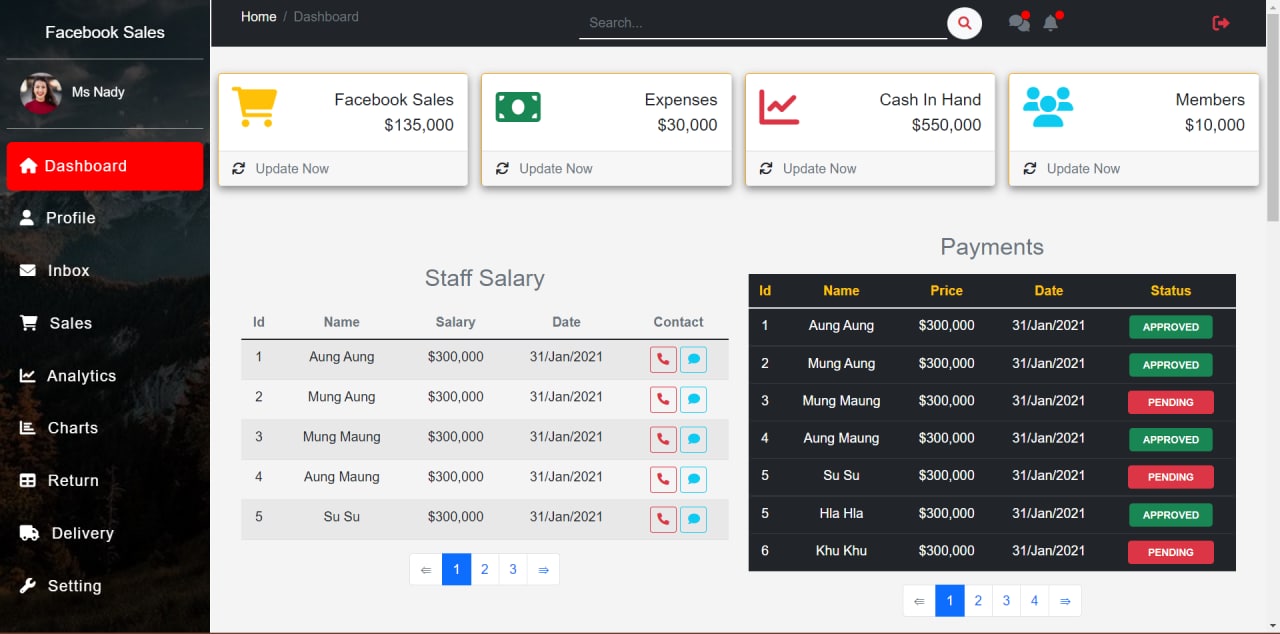 Facebook Sales
Ms Nady
Dashboard
Profile
Inbox
Sales
Analytics
Charts
Return
Delivery
Setting
Home / Dashboard
Search...
Facebook Sales
$135,000
Update Now
Expenses
$30,000
Update Now
Cash In Hand
$550,000
Update Now
Members
$10,000
Update Now
Staff Salary
Id Name Salary Date Contact
1 Aung Aung $300,000 31/Jan/2021
2 Mung Aung $300,000 31/Jan/2021
3 Mung Maung $300,000 31/Jan/2021
4 Aung Maung $300,000 31/Jan/2021
5 Su Su $300,000 31/Jan/2021
⇐ 1 2 3 ⇒
Payments
Id Name Price Date Status
1 Aung Aung $300,000 31/Jan/2021 APPROVED
2 Mung Aung $300,000 31/Jan/2021 APPROVED
3 Mung Maung $300,000 31/Jan/2021 PENDING
4 Aung Maung $300,000 31/Jan/2021 APPROVED
5 Su Su $300,000 31/Jan/2021 PENDING
5 Hla Hla $300,000 31/Jan/2021 APPROVED
6 Khu Khu $300,000 31/Jan/2021 PENDING
⇐ 1 2 3 4 ⇒